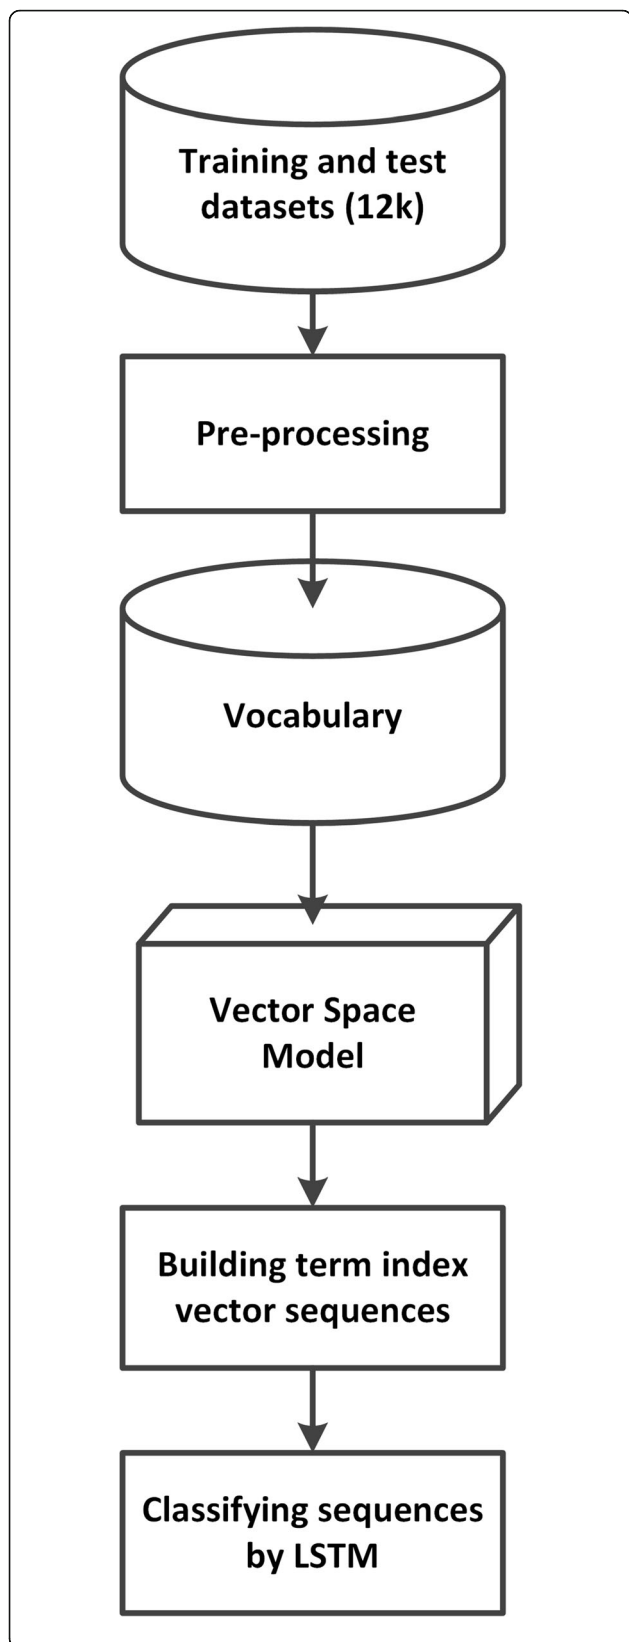 Training and test
datasets (12k)
Pre-processing
Vocabulary
Vector Space
Model
Building term index
vector sequences
Classifying sequences
by LSTM